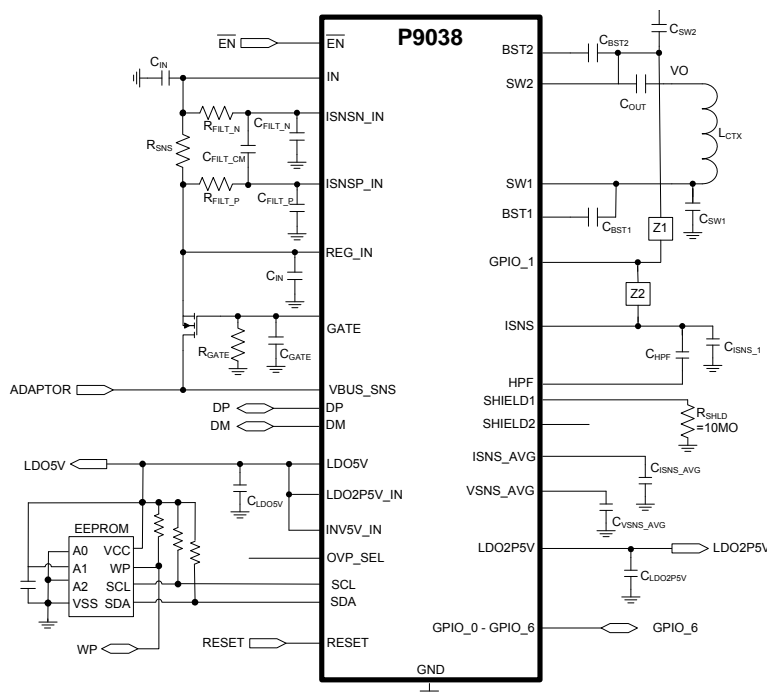 P9038
EN
EN
C_IN
IN
R_FILT_N
C_FILT_N
ISNSN_IN
R_SNS
C_FILT_CM
R_FILT_P
C_FILT_P
ISNSP_IN
REG_IN
C_IN
GATE
R_GATE
C_GATE
ADAPTOR
VBUS_SNS
DP
DP
DM
DM
LDO5V
LDO5V
C_LDO5V
LDO2P5V_IN
INV5V_IN
EEPROM
A0
VCC
A1
WP
A2
SCL
VSS
SDA
OVP_SEL
SCL
SDA
WP
RESET
RESET
GND
BST2
C_BST2
C_SW2
SW2
VO
C_OUT
L_CTX
SW1
BST1
C_BST1
C_SW1
Z1
GPIO_1
Z2
ISNS
C_HPF
C_ISNS_1
HPF
SHIELD1
R_SHLD
=10MO
SHIELD2
ISNS_AVG
C_ISNS_AVG
VSNS_AVG
C_VSNS_AVG
LDO2P5V
LDO2P5V
C_LDO2P5V
GPIO_0 - GPIO_6
GPIO_6